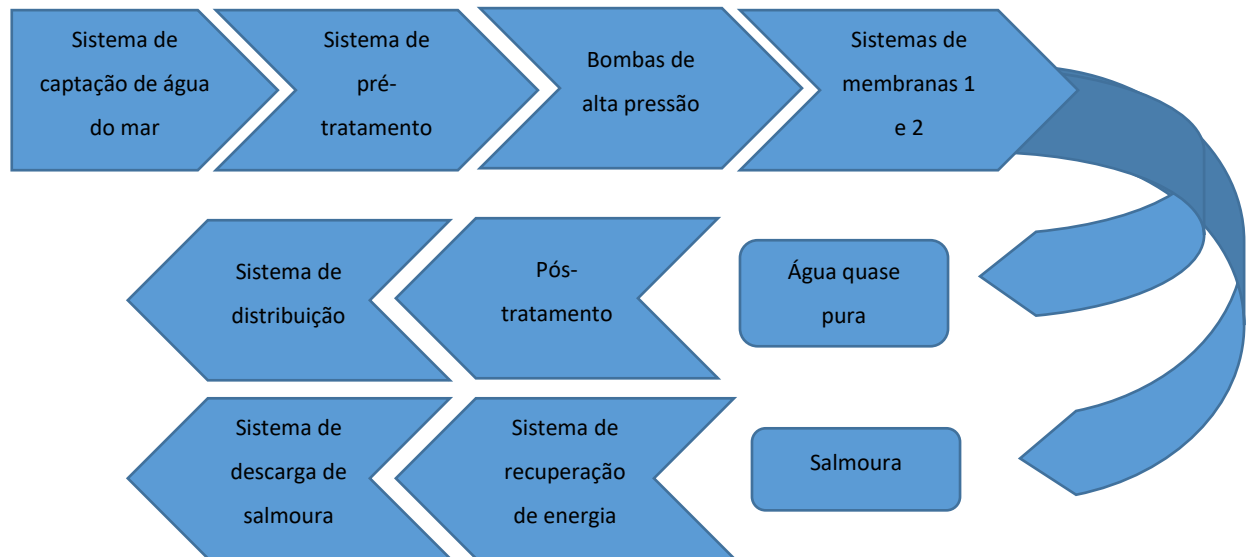 Sistema de
captação de água
do mar
Sistema de
pré-
tratamento
Bombas de
alta pressão
Sistemas de
membranas 1
e 2
Sistema de
distribuição
Pós-
tratamento
Água quase
pura
Sistema de
descarga de
salmoura
Sistema de
recuperação
de energia
Salmoura